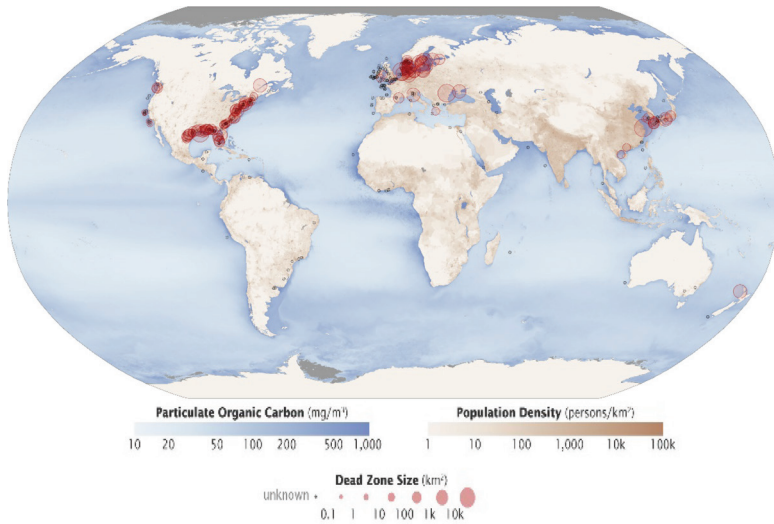 Particulate Organic Carbon (mg/m³)
10 20 50 100 200 500 1,000
Population Density (persons/km²)
1 10 100 1,000 10k 100k
Dead Zone Size (km²)
unknown
0.1 1 10 100 1k 10k